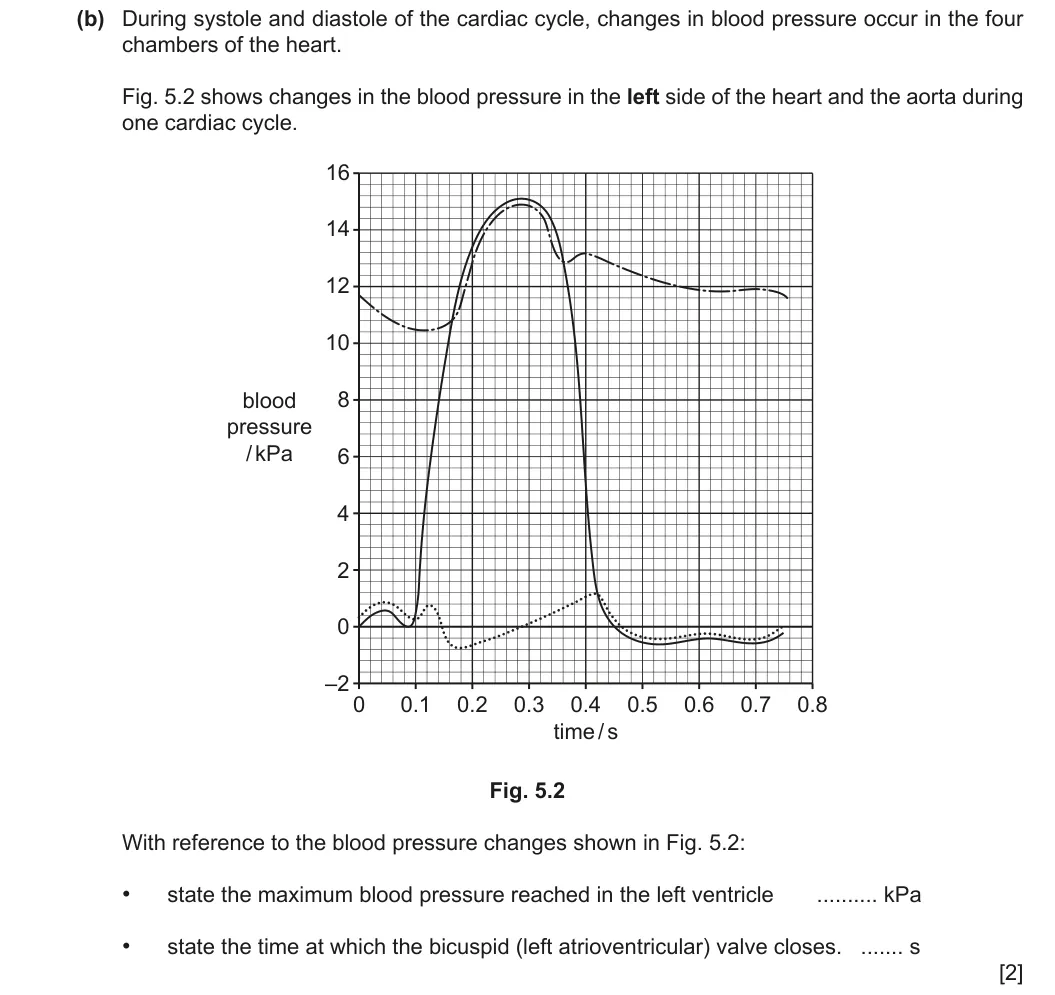 (b) During systole and diastole of the cardiac cycle, changes in blood pressure occur in the four
chambers of the heart.
Fig. 5.2 shows changes in the blood pressure in the left side of the heart and the aorta during
one cardiac cycle.
16
14
12
10
8
6
4
2
0
–2
blood
pressure
/ kPa
0 0.1 0.2 0.3 0.4 0.5 0.6 0.7 0.8
time / s
Fig. 5.2
With reference to the blood pressure changes shown in Fig. 5.2:
• state the maximum blood pressure reached in the left ventricle .......... kPa
• state the time at which the bicuspid (left atrioventricular) valve closes. ....... s
[2]